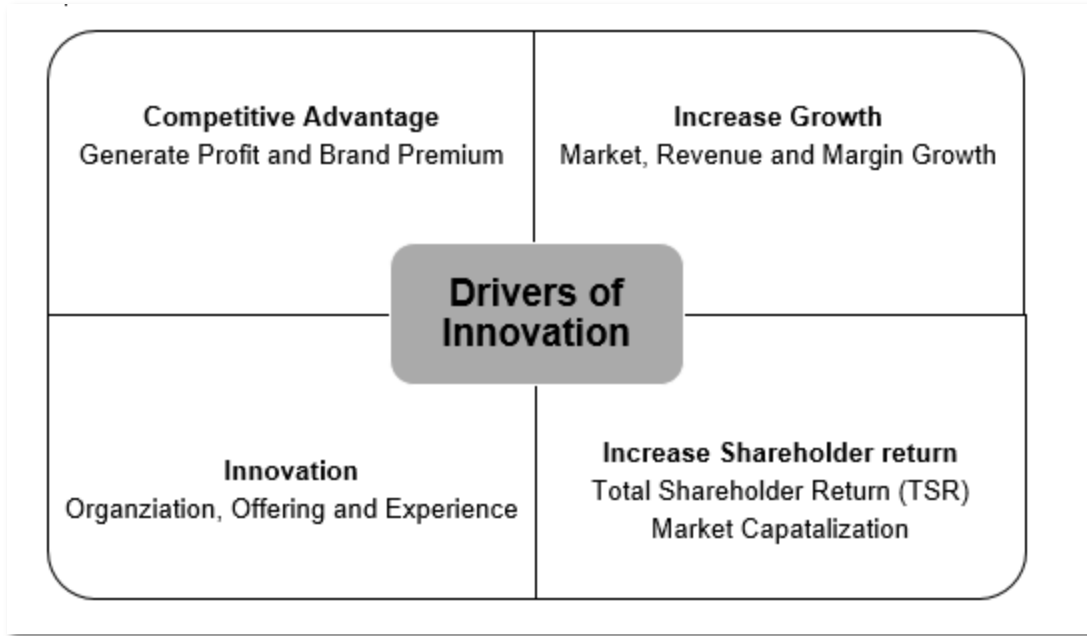 Competitive Advantage
Generate Profit and Brand Premium
Increase Growth
Market, Revenue and Margin Growth
Drivers of
Innovation
Innovation
Organziation, Offering and Experience
Increase Shareholder return
Total Shareholder Return (TSR)
Market Capatalization